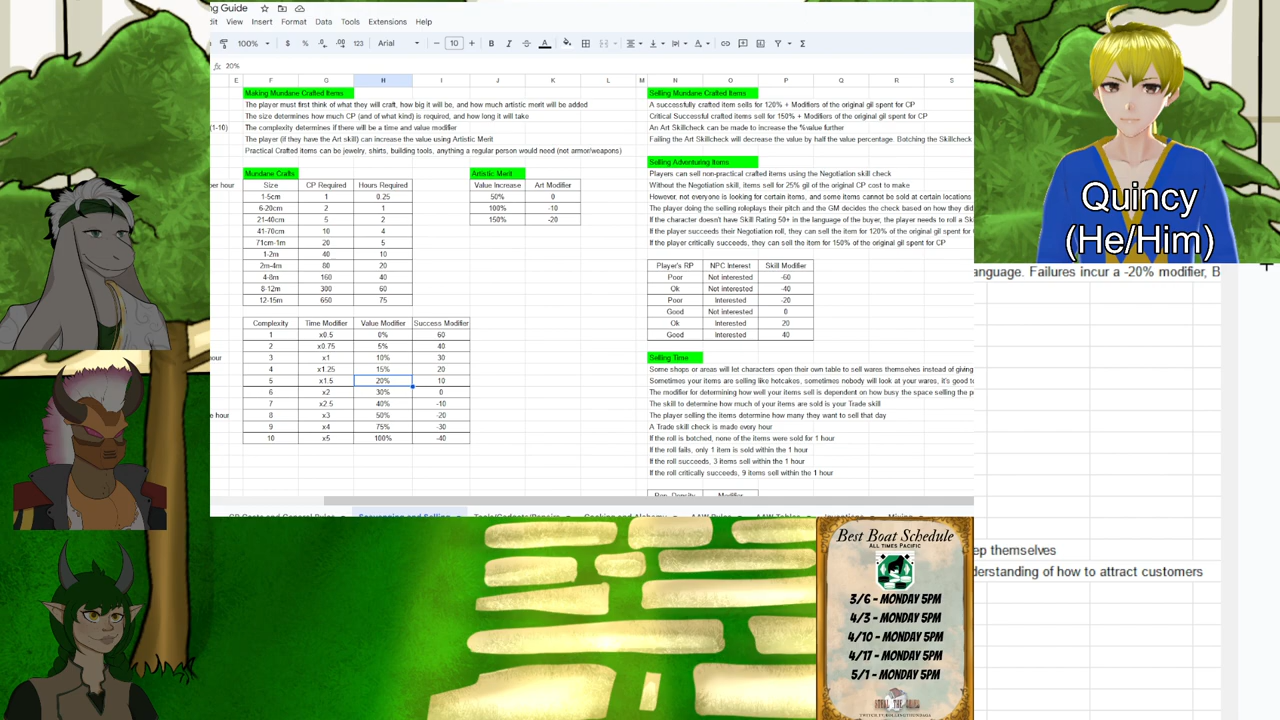 ng Guide
dit View Insert Format Data Tools Extensions Help
100% $ % .0 .00 123 Arial 10 B I A
fx 20%
E F G H I J K L M N O P Q R S
Making Mundane Crafted Items
The player must first think of what they will craft, how big it will be, and how much artistic merit will be added
The size determines how much CP (and of what kind) is required, and how long it will take
(1-10) The complexity determines if there will be a time and value modifier
The player (if they have the Art skill) can increase the value using Artistic Merit
Practical Crafted items can be jewelry, shirts, building tools, anything a regular person would need (not armor/weapons)
Mundane Crafts
per hour Size CP Required Hours Required
1-5cm 1 0.25
6-20cm 2 1
21-40cm 5 2
41-70cm 10 4
71cm-1m 20 5
1-2m 40 10
2m-4m 80 20
4-8m 160 40
8-12m 300 60
12-15m 650 75
Artistic Merit
Value Increase Art Modifier
50% 0
100% -10
150% -20
Complexity Time Modifier Value Modifier Success Modifier
1 x0.5 0% 60
2 x0.75 5% 40
3 x1 10% 30
hour 4 x1.25 15% 20
5 x1.5 20% 10
6 x2 30% 0
7 x2.5 40% -10
e hour 8 x3 50% -20
9 x4 75% -30
10 x5 100% -40
Selling Mundane Crafted Items
A successfully crafted item sells for 120% + Modifiers of the original gil spent for CP
Critical Successful crafted items sell for 150% + Modifiers of the original gil spent for CP
An Art Skillcheck can be made to increase the %value further
Failing the Art Skillcheck will decrease the value by half the value percentage. Botching the Skillcheck
Selling Adventuring Items
Players can sell non-practical crafted items using the Negotiation skill check
Without the Negotiation skill, items sell for 25% gil of the original CP cost to make
However, not everyone is looking for certain items, and some items cannot be sold at certain locations
The player doing the selling roleplays their pitch and the GM decides the check based on how they did
If the character doesn't have Skill Rating 50+ in the language of the buyer, the player needs to roll a Sk
If the player succeeds their Negotiation roll, they can sell the item for 120% of the original gil spent for
If the player critically succeeds, they can sell the item for 150% of the original gil spent for CP
Player's RP NPC Interest Skill Modifier
Poor Not interested -60
Ok Not interested -40
Poor Interested -20
Good Not interested 0
Ok Interested 20
Good Interested 40
Selling Time
Some shops or areas will let characters open their own table to sell wares themselves instead of giving
Sometimes your items are selling like hotcakes, sometimes nobody will look at your wares, it's good to
The modifier for determining how well your items sell is dependent on how busy the space selling the p
The skill to determine how much of your items are sold is your Trade skill
The player selling the items determine how many they want to sell that day
A Trade skill check is made every hour
If the roll is botched, none of the items were sold for 1 hour
If the roll fails, only 1 item is sold within the 1 hour
If the roll succeeds, 3 items sell within the 1 hour
If the roll critically succeeds, 9 items sell within the 1 hour
Pop. Density Modifier
Quincy
(He/Him)
anguage. Failures incur a -20% modifier, B
ep themselves
derstanding of how to attract customers
Best Boat Schedule
ALL TIMES PACIFIC
3/6 - MONDAY 5PM
4/3 - MONDAY 5PM
4/10 - MONDAY 5PM
4/17 - MONDAY 5PM
5/1 - MONDAY 5PM